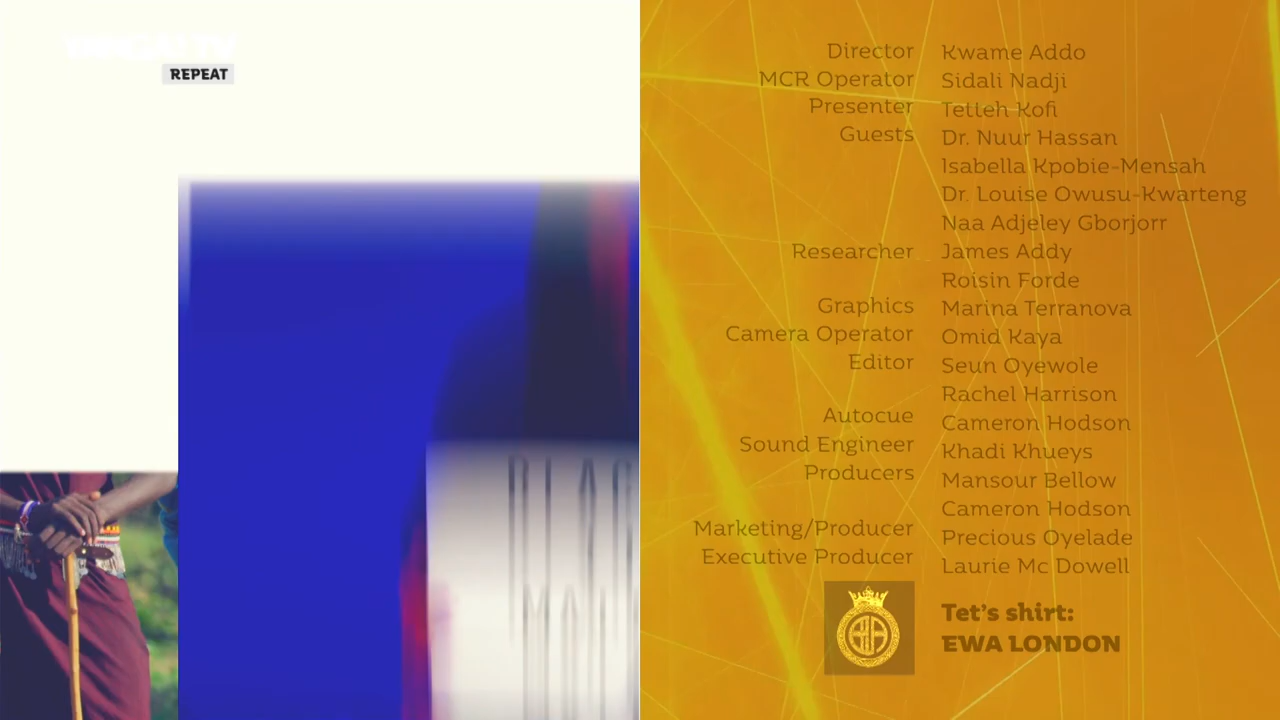 REPEAT
Director Kwame Addo
MCR Operator Sidali Nadji
Presenter Tetteh Kofi
Guests Dr. Nuur Hassan
Isabella Kpobie-Mensah
Dr. Louise Owusu-Kwarteng
Naa Adjeley Gborjorr
Researcher James Addy
Roisin Forde
Graphics Marina Terranova
Camera Operator Omid Kaya
Editor Seun Oyewole
Rachel Harrison
Autocue Cameron Hodson
Sound Engineer Khadi Khueys
Producers Mansour Bellow
Cameron Hodson
Marketing/Producer Precious Oyelade
Executive Producer Laurie Mc Dowell
Tet's shirt:
EWA LONDON